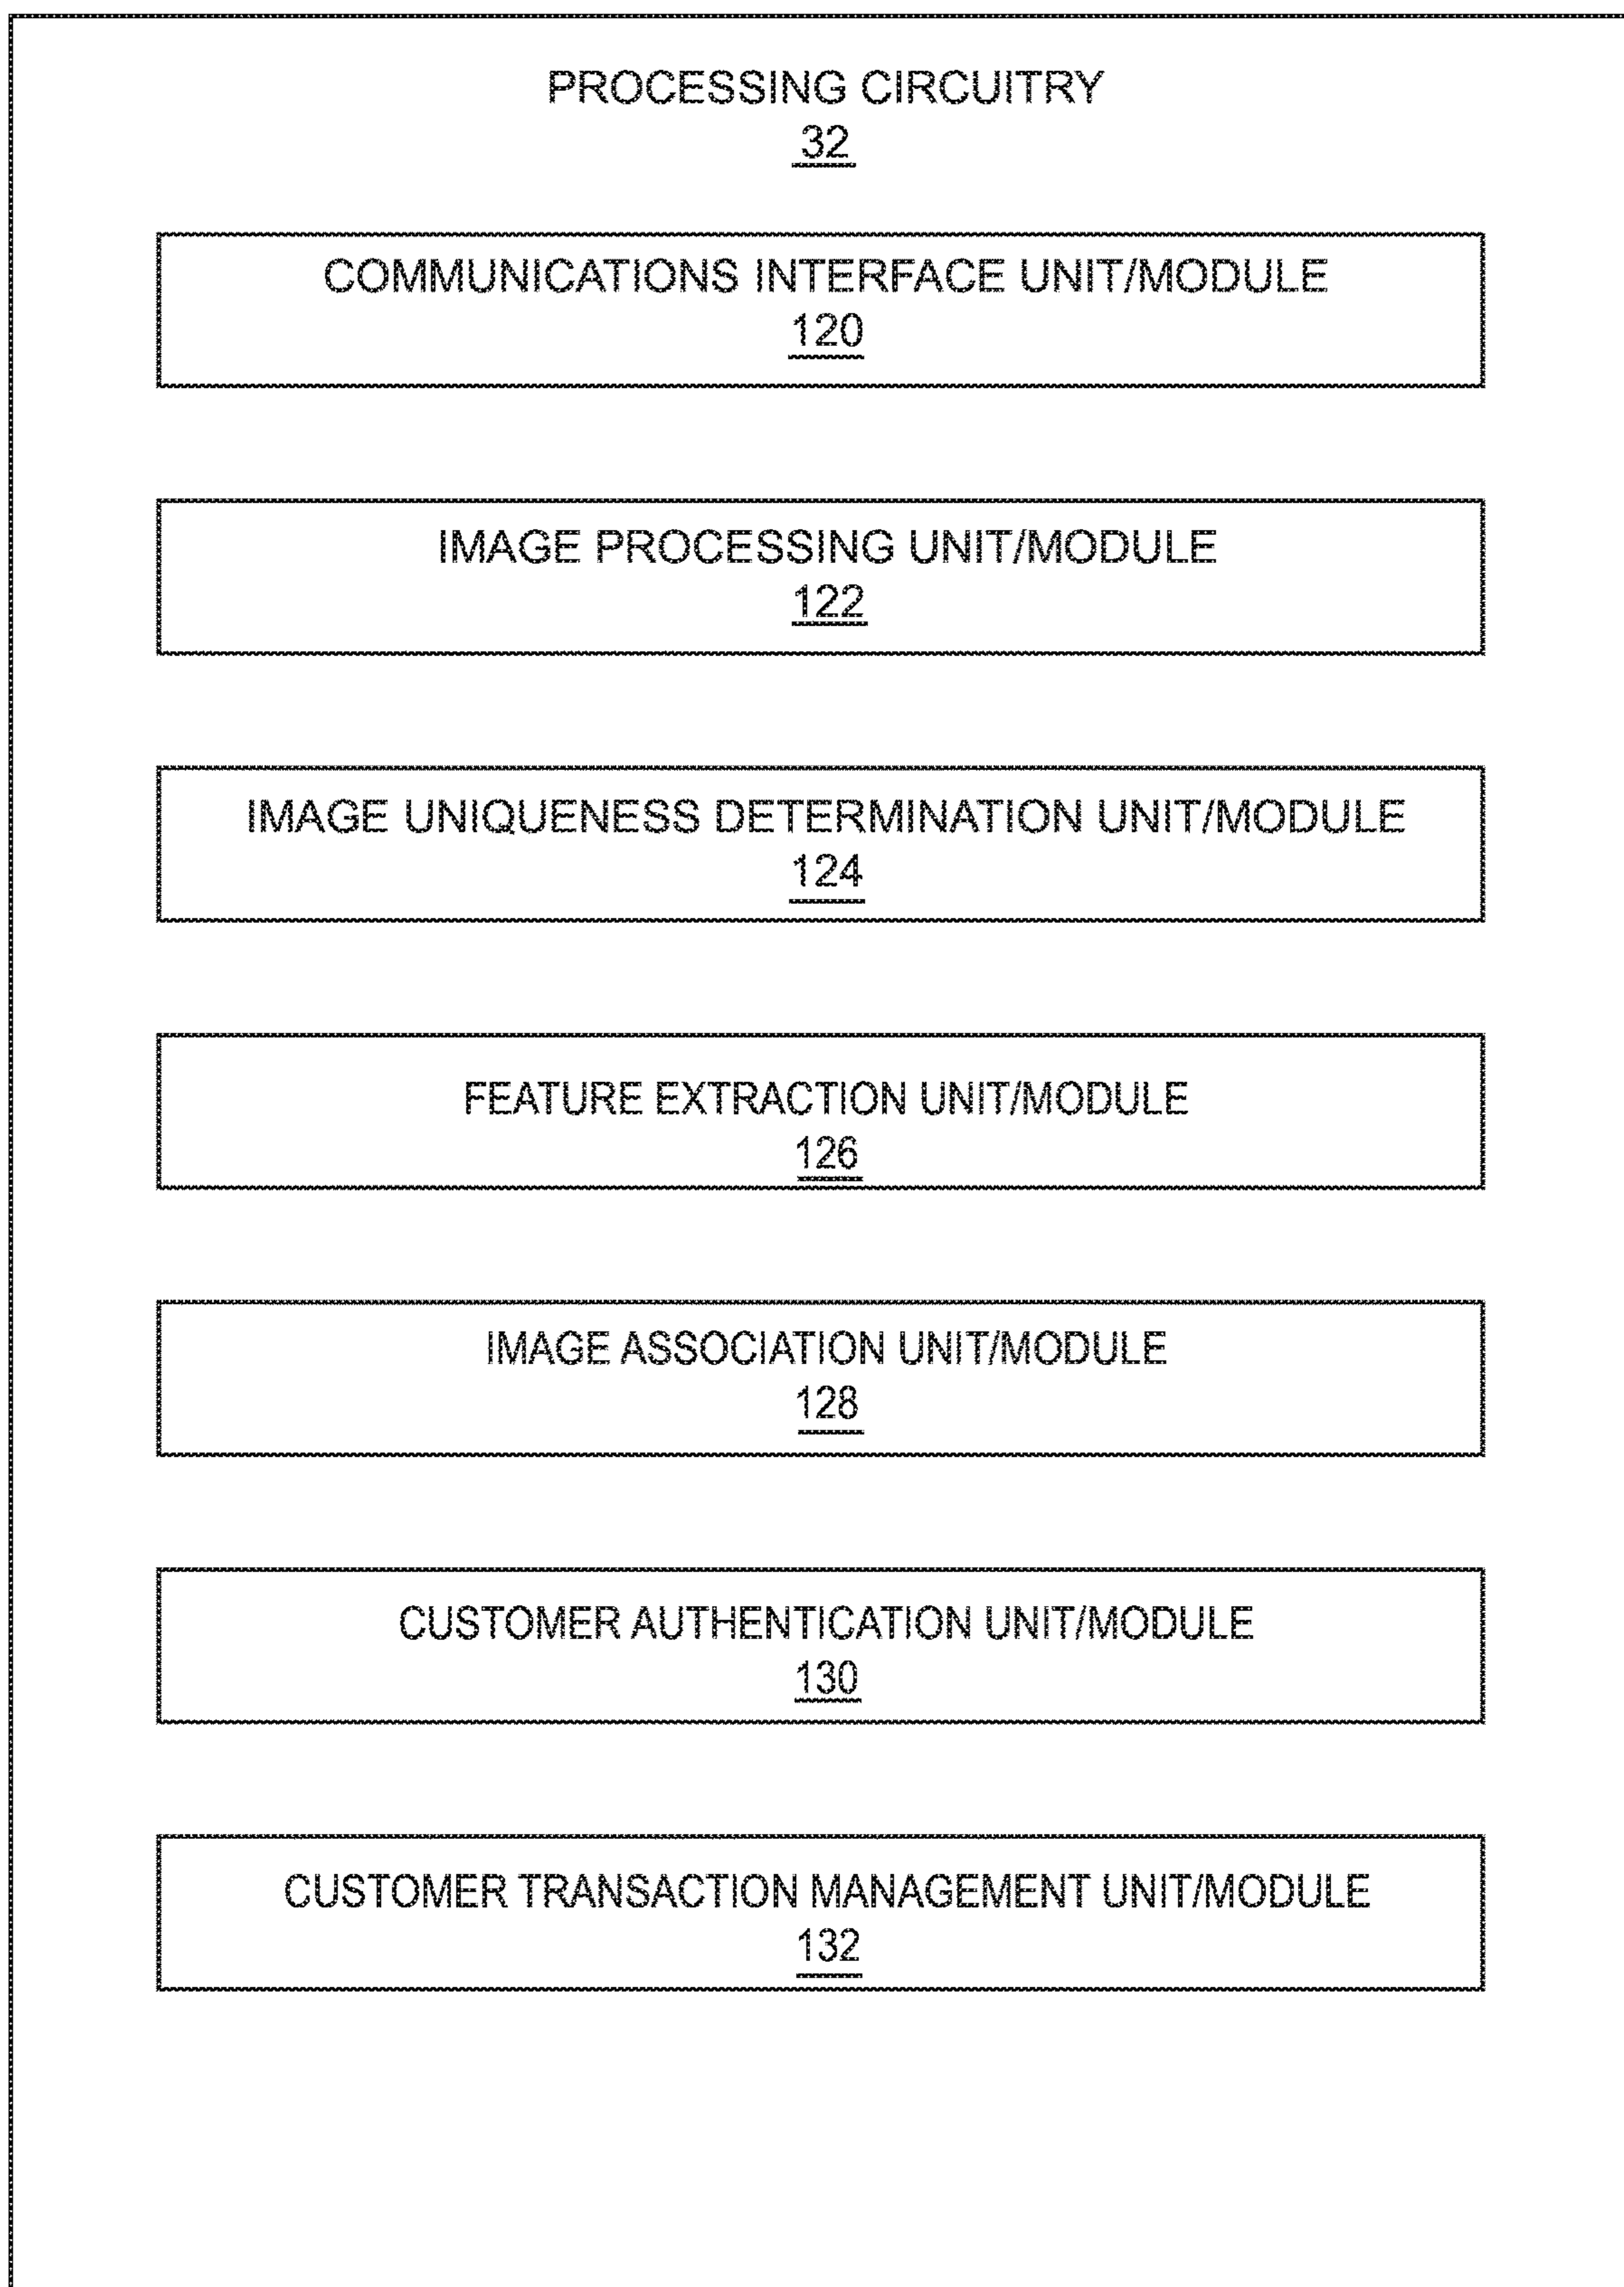 PROCESSING CIRCUITRY
32
COMMUNICATIONS INTERFACE UNIT/MODULE
120
IMAGE PROCESSING UNIT/MODULE
122
IMAGE UNIQUENESS DETERMINATION UNIT/MODULE
124
FEATURE EXTRACTION UNIT/MODULE
126
IMAGE ASSOCIATION UNIT/MODULE
128
CUSTOMER AUTHENTICATION UNIT/MODULE
130
CUSTOMER TRANSACTION MANAGEMENT UNIT/MODULE
132